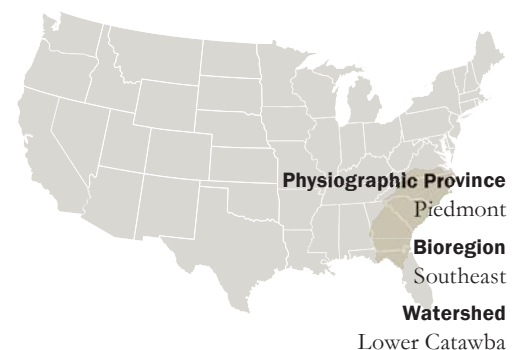 Physiographic Province
Piedmont
Bioregion
Southeast
Watershed
Lower Catawba